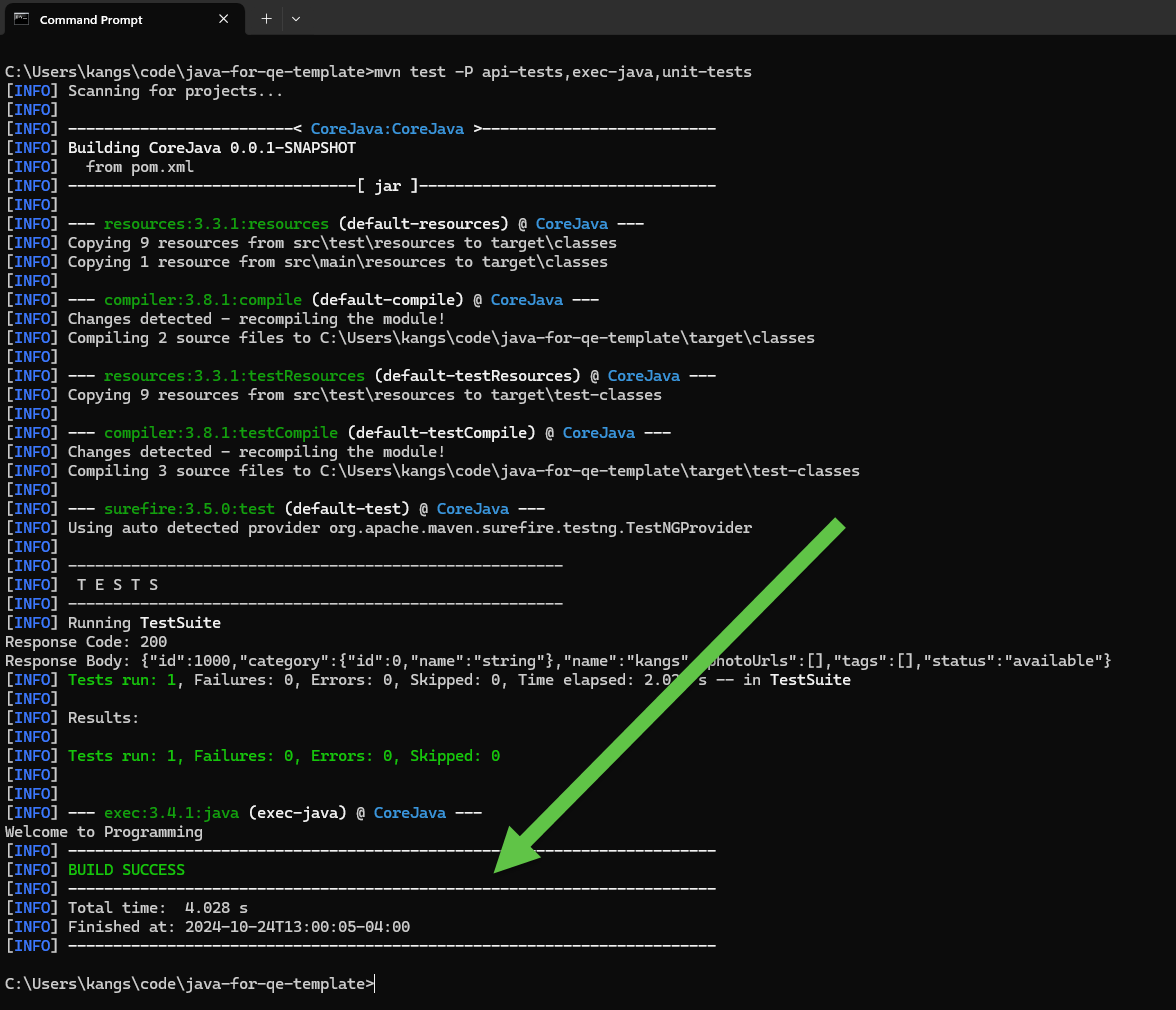 Command Prompt
C:\Users\kangs\code\java-for-qe-template>mvn test -P api-tests,exec-java,unit-tests
[INFO] Scanning for projects...
[INFO]
[INFO] -------------------------< CoreJava:CoreJava >--------------------------
[INFO] Building CoreJava 0.0.1-SNAPSHOT
[INFO]   from pom.xml
[INFO] --------------------------------[ jar ]---------------------------------
[INFO]
[INFO] --- resources:3.3.1:resources (default-resources) @ CoreJava ---
[INFO] Copying 9 resources from src\test\resources to target\classes
[INFO] Copying 1 resource from src\main\resources to target\classes
[INFO]
[INFO] --- compiler:3.8.1:compile (default-compile) @ CoreJava ---
[INFO] Changes detected - recompiling the module!
[INFO] Compiling 2 source files to C:\Users\kangs\code\java-for-qe-template\target\classes
[INFO]
[INFO] --- resources:3.3.1:testResources (default-testResources) @ CoreJava ---
[INFO] Copying 9 resources from src\test\resources to target\test-classes
[INFO]
[INFO] --- compiler:3.8.1:testCompile (default-testCompile) @ CoreJava ---
[INFO] Changes detected - recompiling the module!
[INFO] Compiling 3 source files to C:\Users\kangs\code\java-for-qe-template\target\test-classes
[INFO]
[INFO] --- surefire:3.5.0:test (default-test) @ CoreJava ---
[INFO] Using auto detected provider org.apache.maven.surefire.testng.TestNGProvider
[INFO]
[INFO] -------------------------------------------------------
[INFO]  T E S T S
[INFO] -------------------------------------------------------
[INFO] Running TestSuite
Response Code: 200
Response Body: {"id":1000,"category":{"id":0,"name":"string"},"name":"kangs" photoUrls":[],"tags":[],"status":"available"}
[INFO] Tests run: 1, Failures: 0, Errors: 0, Skipped: 0, Time elapsed: s -- in TestSuite
[INFO]
[INFO] Results:
[INFO]
[INFO] Tests run: 1, Failures: 0, Errors: 0, Skipped: 0
[INFO]
[INFO]
[INFO] --- exec:3.4.1:java (exec-java) @ CoreJava ---
Welcome to Programming
[INFO] ------------------------------------------------------------------------
[INFO] BUILD SUCCESS
[INFO] ------------------------------------------------------------------------
[INFO] Total time:  4.028 s
[INFO] Finished at: 2024-10-24T13:00:05-04:00
[INFO] ------------------------------------------------------------------------
C:\Users\kangs\code\java-for-qe-template>